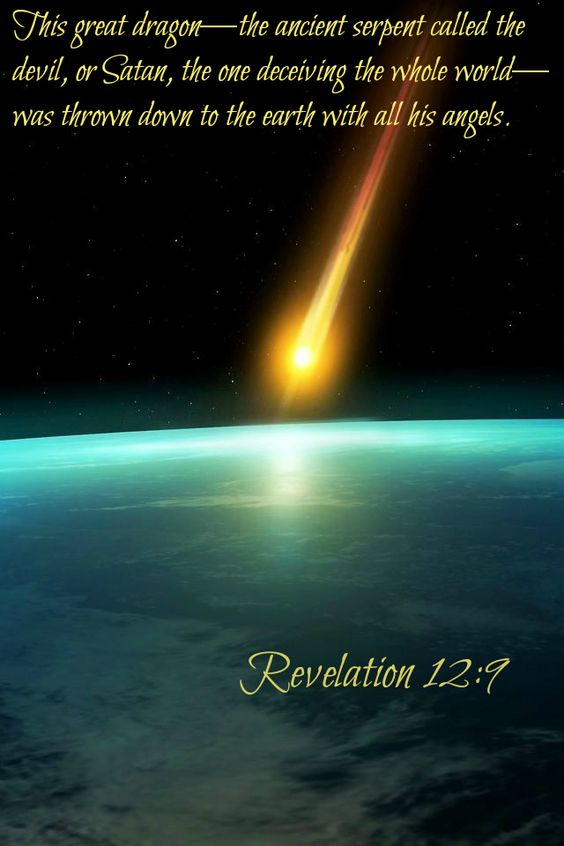 This great dragon—the ancient serpent called the
devil, or Satan, the one deceiving the whole world—
was thrown down to the earth with all his angels.
Revelation 12:9